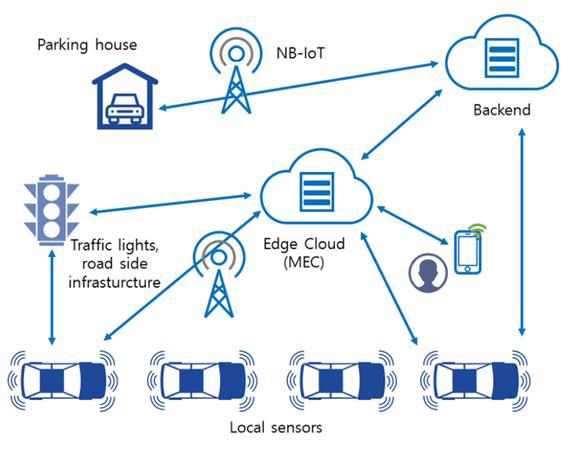 Parking house
NB-IoT
Backend
Traffic lights,
road side
infrasturcture
Edge Cloud
(MEC)
Local sensors